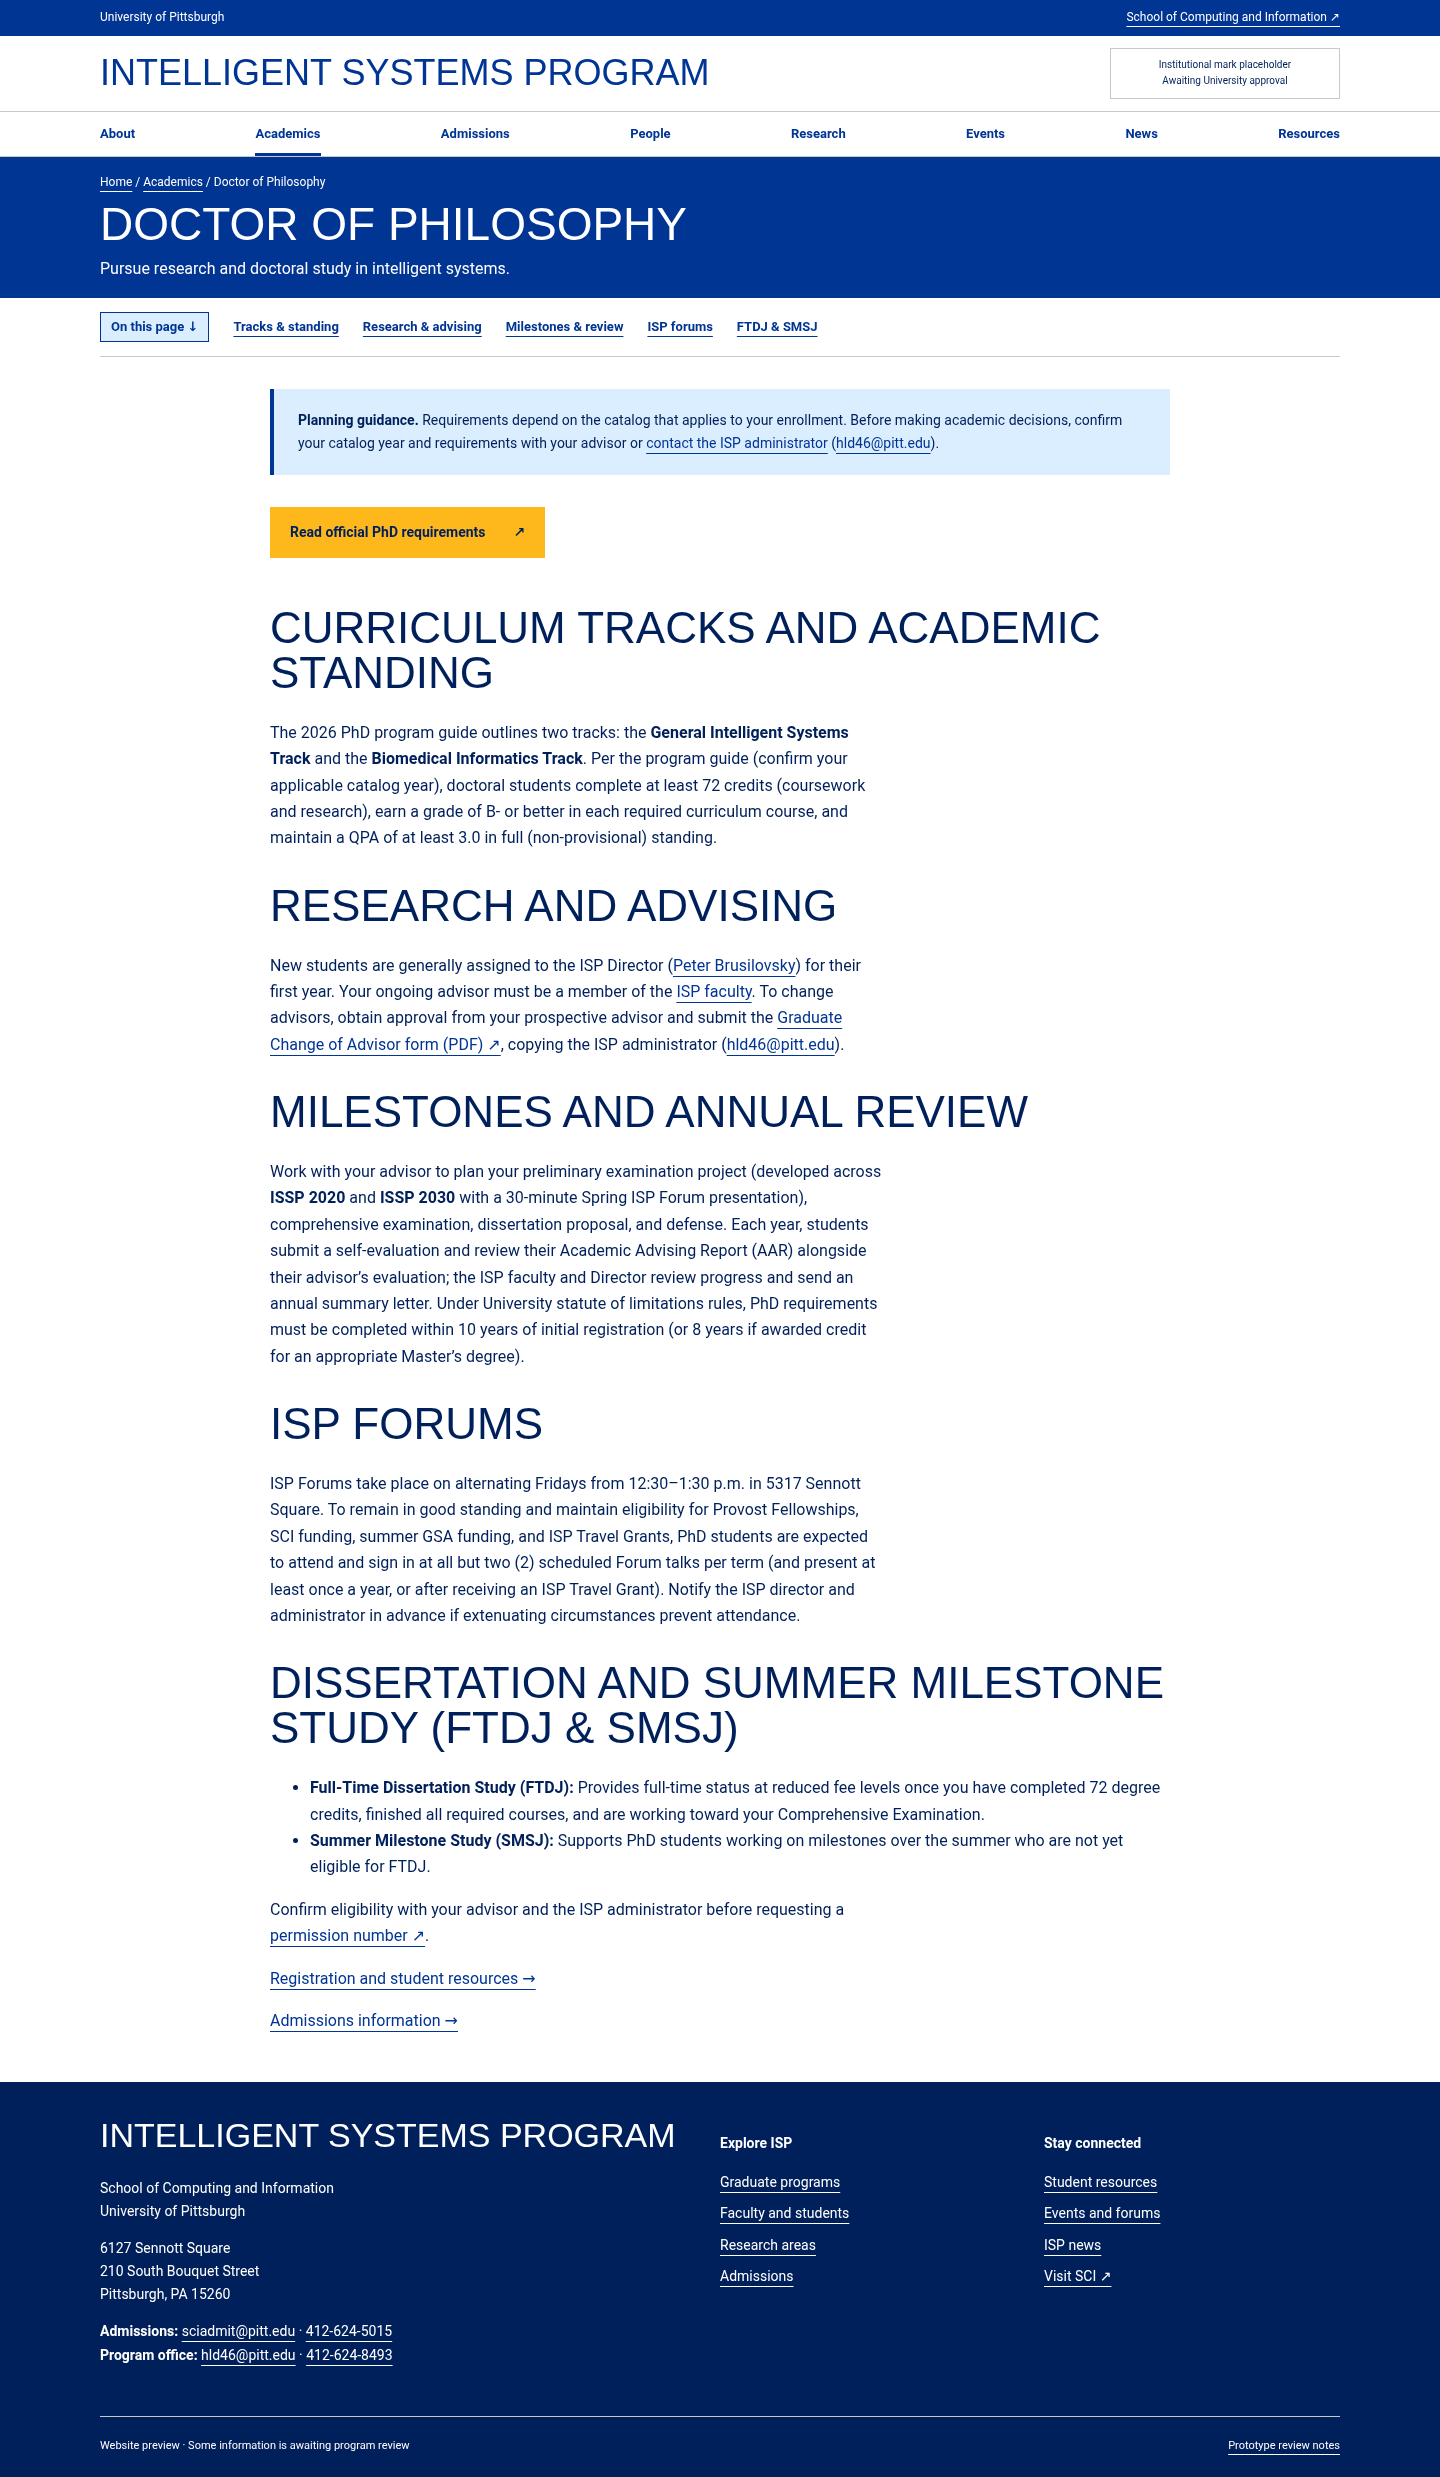 University of Pittsburgh
School of Computing and Information ↗
INTELLIGENT SYSTEMS PROGRAM
Institutional mark placeholder
Awaiting University approval
About
Academics
Admissions
People
Research
Events
News
Resources
Home / Academics / Doctor of Philosophy
DOCTOR OF PHILOSOPHY
Pursue research and doctoral study in intelligent systems.
On this page ↓
Tracks & standing
Research & advising
Milestones & review
ISP forums
FTDJ & SMSJ
Planning guidance. Requirements depend on the catalog that applies to your enrollment. Before making academic decisions, confirm
your catalog year and requirements with your advisor or contact the ISP administrator (hld46@pitt.edu).
Read official PhD requirements ↗
CURRICULUM TRACKS AND ACADEMIC
STANDING
The 2026 PhD program guide outlines two tracks: the General Intelligent Systems
Track and the Biomedical Informatics Track. Per the program guide (confirm your
applicable catalog year), doctoral students complete at least 72 credits (coursework
and research), earn a grade of B- or better in each required curriculum course, and
maintain a QPA of at least 3.0 in full (non-provisional) standing.
RESEARCH AND ADVISING
New students are generally assigned to the ISP Director (Peter Brusilovsky) for their
first year. Your ongoing advisor must be a member of the ISP faculty. To change
advisors, obtain approval from your prospective advisor and submit the Graduate
Change of Advisor form (PDF) ↗, copying the ISP administrator (hld46@pitt.edu).
MILESTONES AND ANNUAL REVIEW
Work with your advisor to plan your preliminary examination project (developed across
ISSP 2020 and ISSP 2030 with a 30-minute Spring ISP Forum presentation),
comprehensive examination, dissertation proposal, and defense. Each year, students
submit a self-evaluation and review their Academic Advising Report (AAR) alongside
their advisor’s evaluation; the ISP faculty and Director review progress and send an
annual summary letter. Under University statute of limitations rules, PhD requirements
must be completed within 10 years of initial registration (or 8 years if awarded credit
for an appropriate Master’s degree).
ISP FORUMS
ISP Forums take place on alternating Fridays from 12:30–1:30 p.m. in 5317 Sennott
Square. To remain in good standing and maintain eligibility for Provost Fellowships,
SCI funding, summer GSA funding, and ISP Travel Grants, PhD students are expected
to attend and sign in at all but two (2) scheduled Forum talks per term (and present at
least once a year, or after receiving an ISP Travel Grant). Notify the ISP director and
administrator in advance if extenuating circumstances prevent attendance.
DISSERTATION AND SUMMER MILESTONE
STUDY (FTDJ & SMSJ)
• Full-Time Dissertation Study (FTDJ): Provides full-time status at reduced fee levels once you have completed 72 degree
credits, finished all required courses, and are working toward your Comprehensive Examination.
• Summer Milestone Study (SMSJ): Supports PhD students working on milestones over the summer who are not yet
eligible for FTDJ.
Confirm eligibility with your advisor and the ISP administrator before requesting a
permission number ↗.
Registration and student resources →
Admissions information →
INTELLIGENT SYSTEMS PROGRAM
School of Computing and Information
University of Pittsburgh
6127 Sennott Square
210 South Bouquet Street
Pittsburgh, PA 15260
Admissions: sciadmit@pitt.edu · 412-624-5015
Program office: hld46@pitt.edu · 412-624-8493
Explore ISP
Graduate programs
Faculty and students
Research areas
Admissions
Stay connected
Student resources
Events and forums
ISP news
Visit SCI ↗
Website preview · Some information is awaiting program review
Prototype review notes